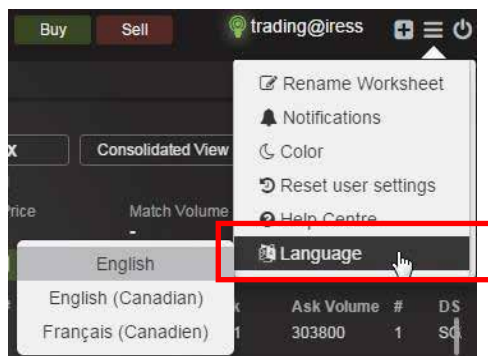 Buy Sell trading@iress
Rename Worksheet
Notifications
X Consolidated View Color
Reset user settings
Price Match Volume Help Centre
-
Language
English
English (Canadian) Ask Volume # DS
Français (Canadien) 1 303800 1